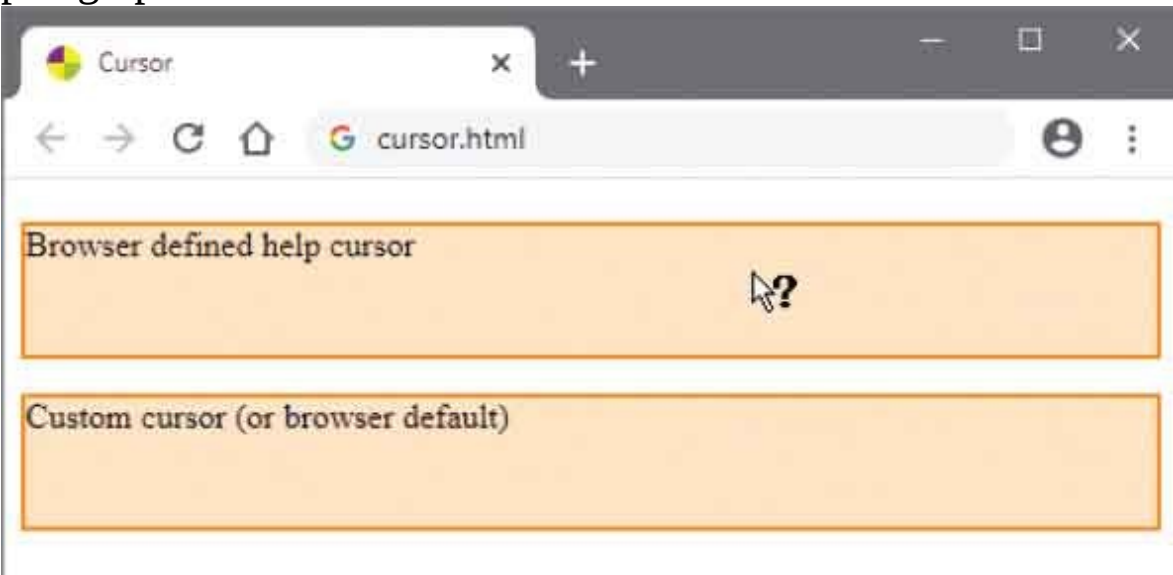 Cursor
cursor.html
Browser defined help cursor
?
Custom cursor (or browser default)